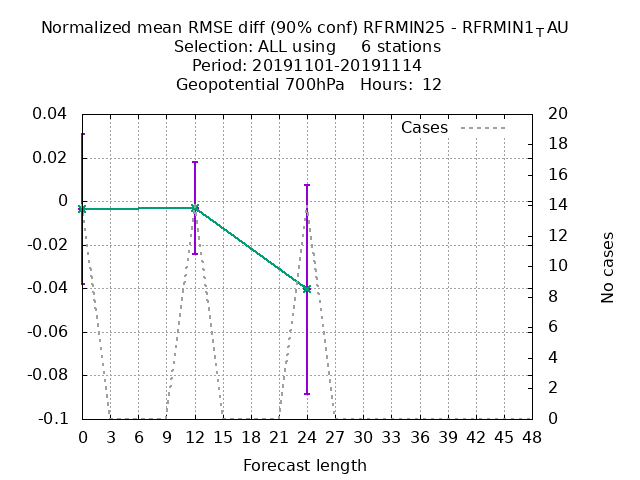 Normalized mean RMSE diff (90% conf) RFRMIN25 - RFRMIN1TAU
Selection: ALL using     6 stations
Period: 20191101-20191114
Geopotential 700hPa   Hours:  12
Cases
0.04
0.02
0
-0.02
-0.04
-0.06
-0.08
-0.1
20
18
16
14
12
10
8
6
4
2
0
No cases
0 3 6 9 12 15 18 21 24 27 30 33 36 39 42 45 48
Forecast length